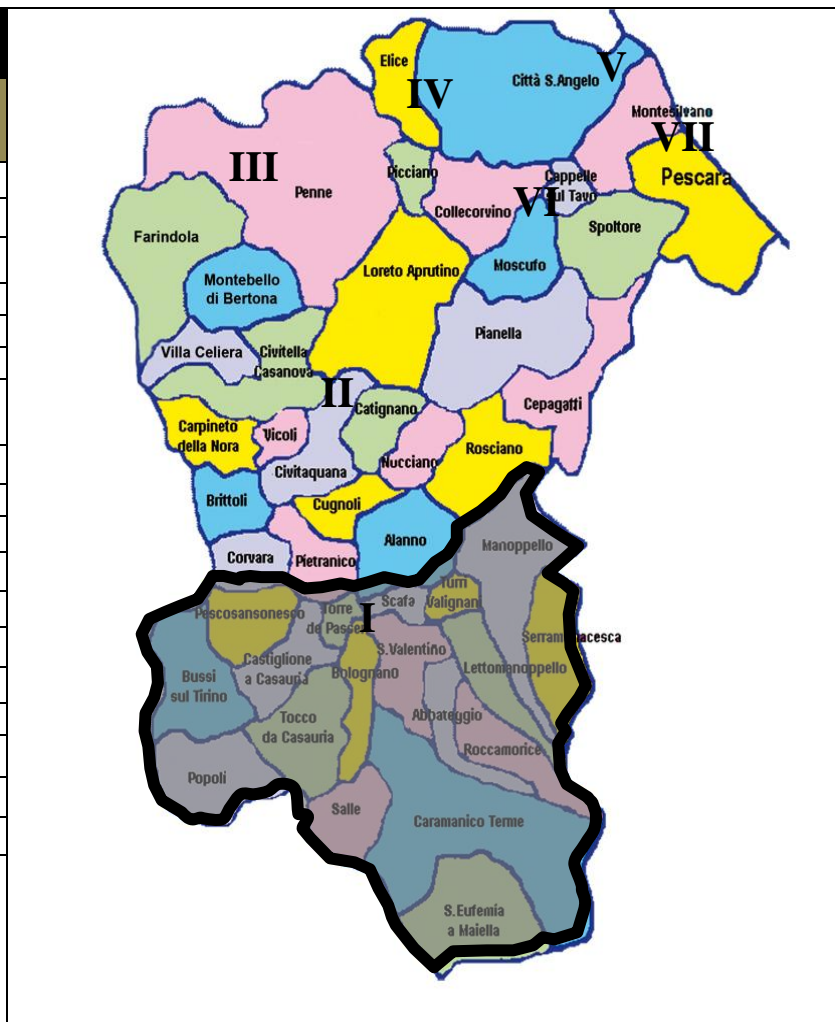 Elice
Città S.Angelo
V
IV
Montesilvano
VII
Pescara
III
Penne
Picciano
Cappelle
sul Tavo
VI
Collecorvino
Spoltore
Farindola
Loreto Aprutino
Moscufo
Montebello
di Bertona
Pianella
Villa Celiera
Civitella
Casanova
II
Catignano
Cepagatti
Carpineto
della Nora
Vicoli
Nocciano
Rosciano
Civitaquana
Brittoli
Cugnoli
Alanno
Corvara
Pietranico
Manoppello
Pescosansonesco
Torre
de Passe
I
Scafa
Turri
Valignan
Serramonacesca
S.Valentino
Castiglione
a Casauria
Bolognano
Lettomanoppello
Bussi
sul Tirino
Tocco
da Casauria
Abbateggio
Roccamorice
Popoli
Salle
Caramanico Terme
S.Eufemia
a Maiella